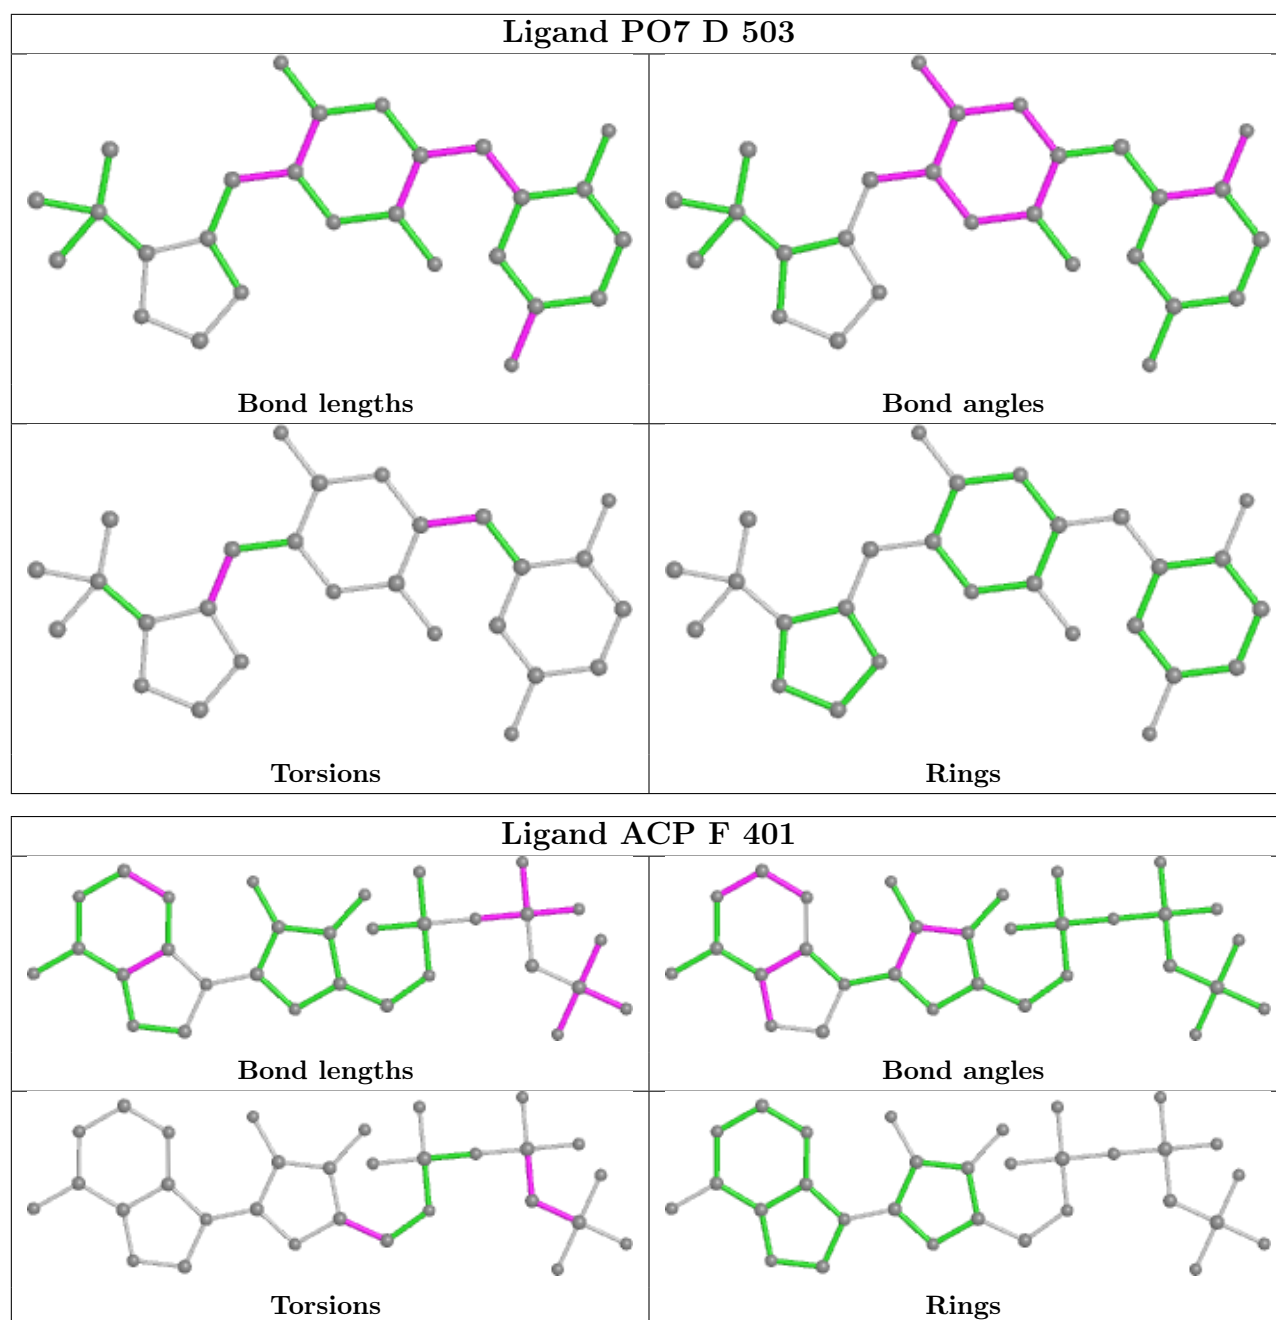 Ligand PO7 D 503
Bond lengths
Bond angles
Torsions
Rings
Ligand ACP F 401
Bond lengths
Bond angles
Torsions
Rings